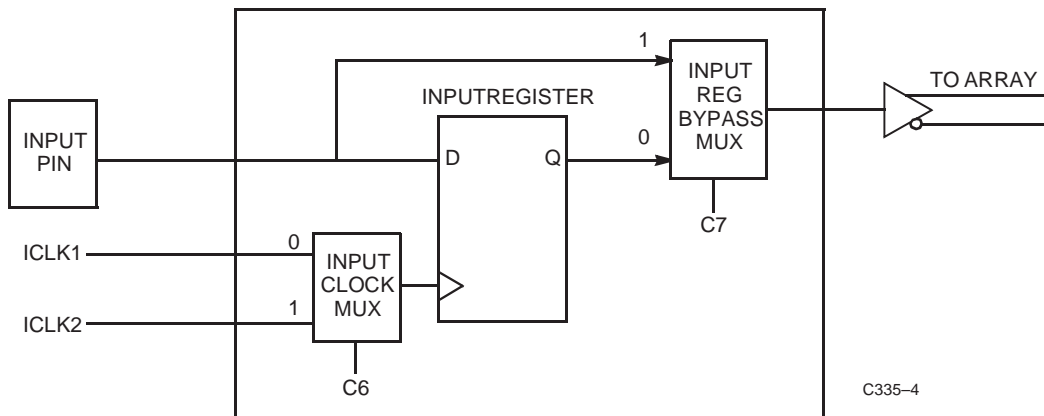 1
INPUT
REG
BYPASS
MUX
TO ARRAY
INPUTREGISTER
INPUT
PIN
0
D
Q
C7
ICLK1
0
INPUT
CLOCK
MUX
ICLK2
1
C6
C335–4